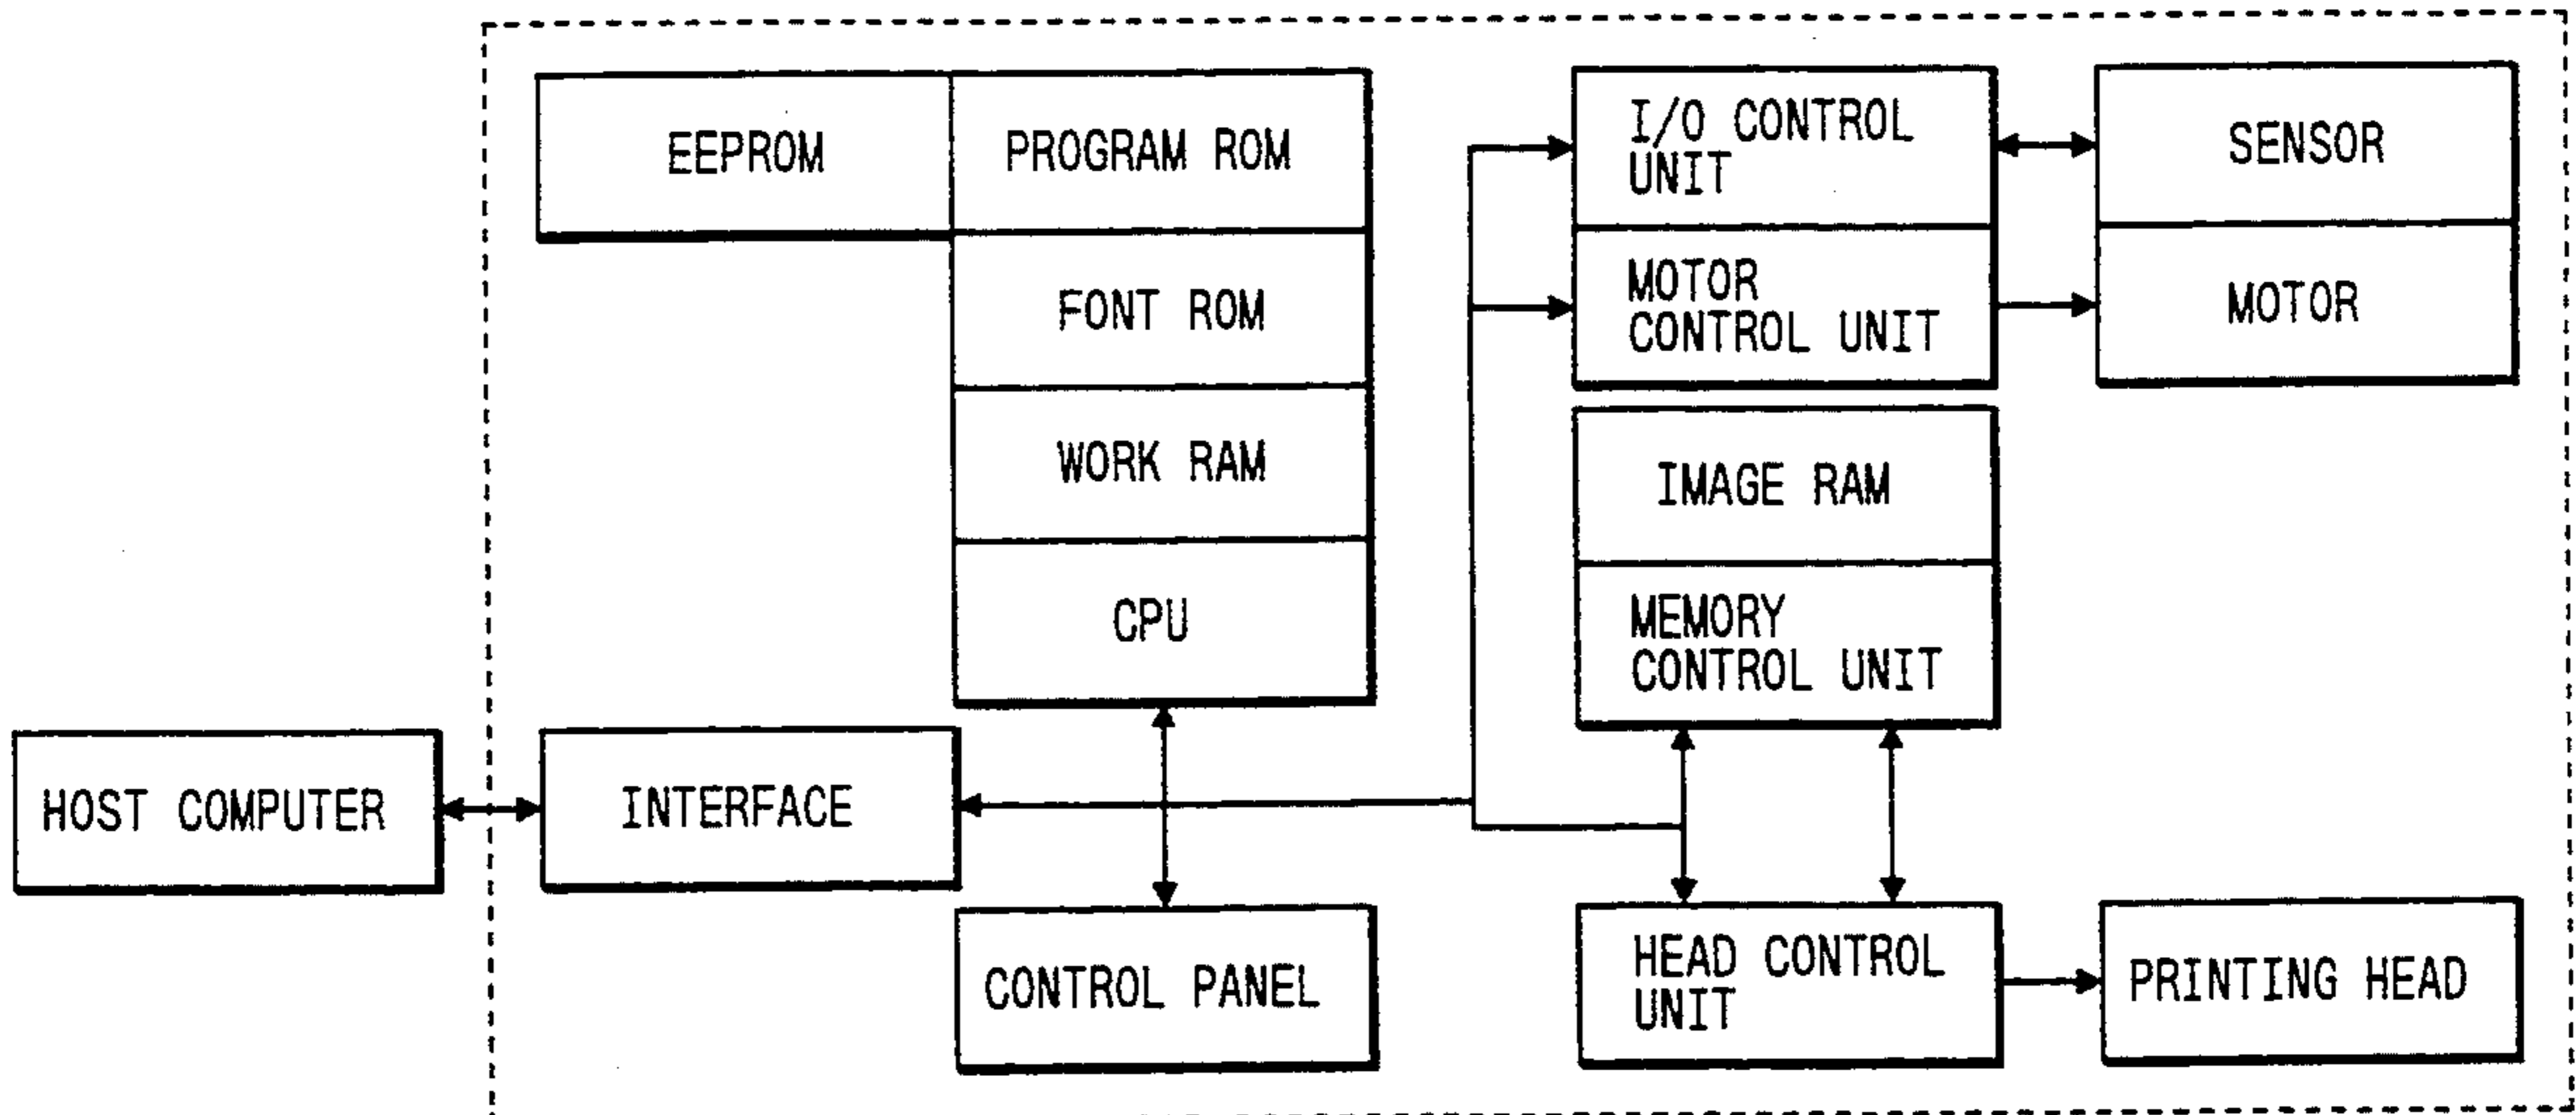 EEPROM
PROGRAM ROM
FONT ROM
WORK RAM
CPU
I/O CONTROL
UNIT
MOTOR
CONTROL UNIT
SENSOR
MOTOR
IMAGE RAM
MEMORY
CONTROL UNIT
HOST COMPUTER
INTERFACE
CONTROL PANEL
HEAD CONTROL
UNIT
PRINTING HEAD